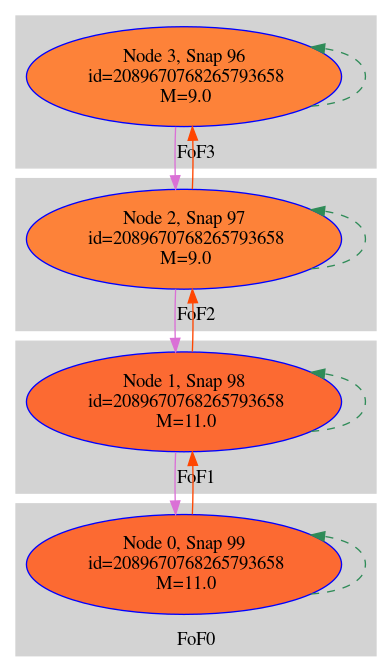 Node 3, Snap 96
id=2089670768265793658
M=9.0
FoF3
Node 2, Snap 97
id=2089670768265793658
M=9.0
FoF2
Node 1, Snap 98
id=2089670768265793658
M=11.0
FoF1
Node 0, Snap 99
id=2089670768265793658
M=11.0
FoF0